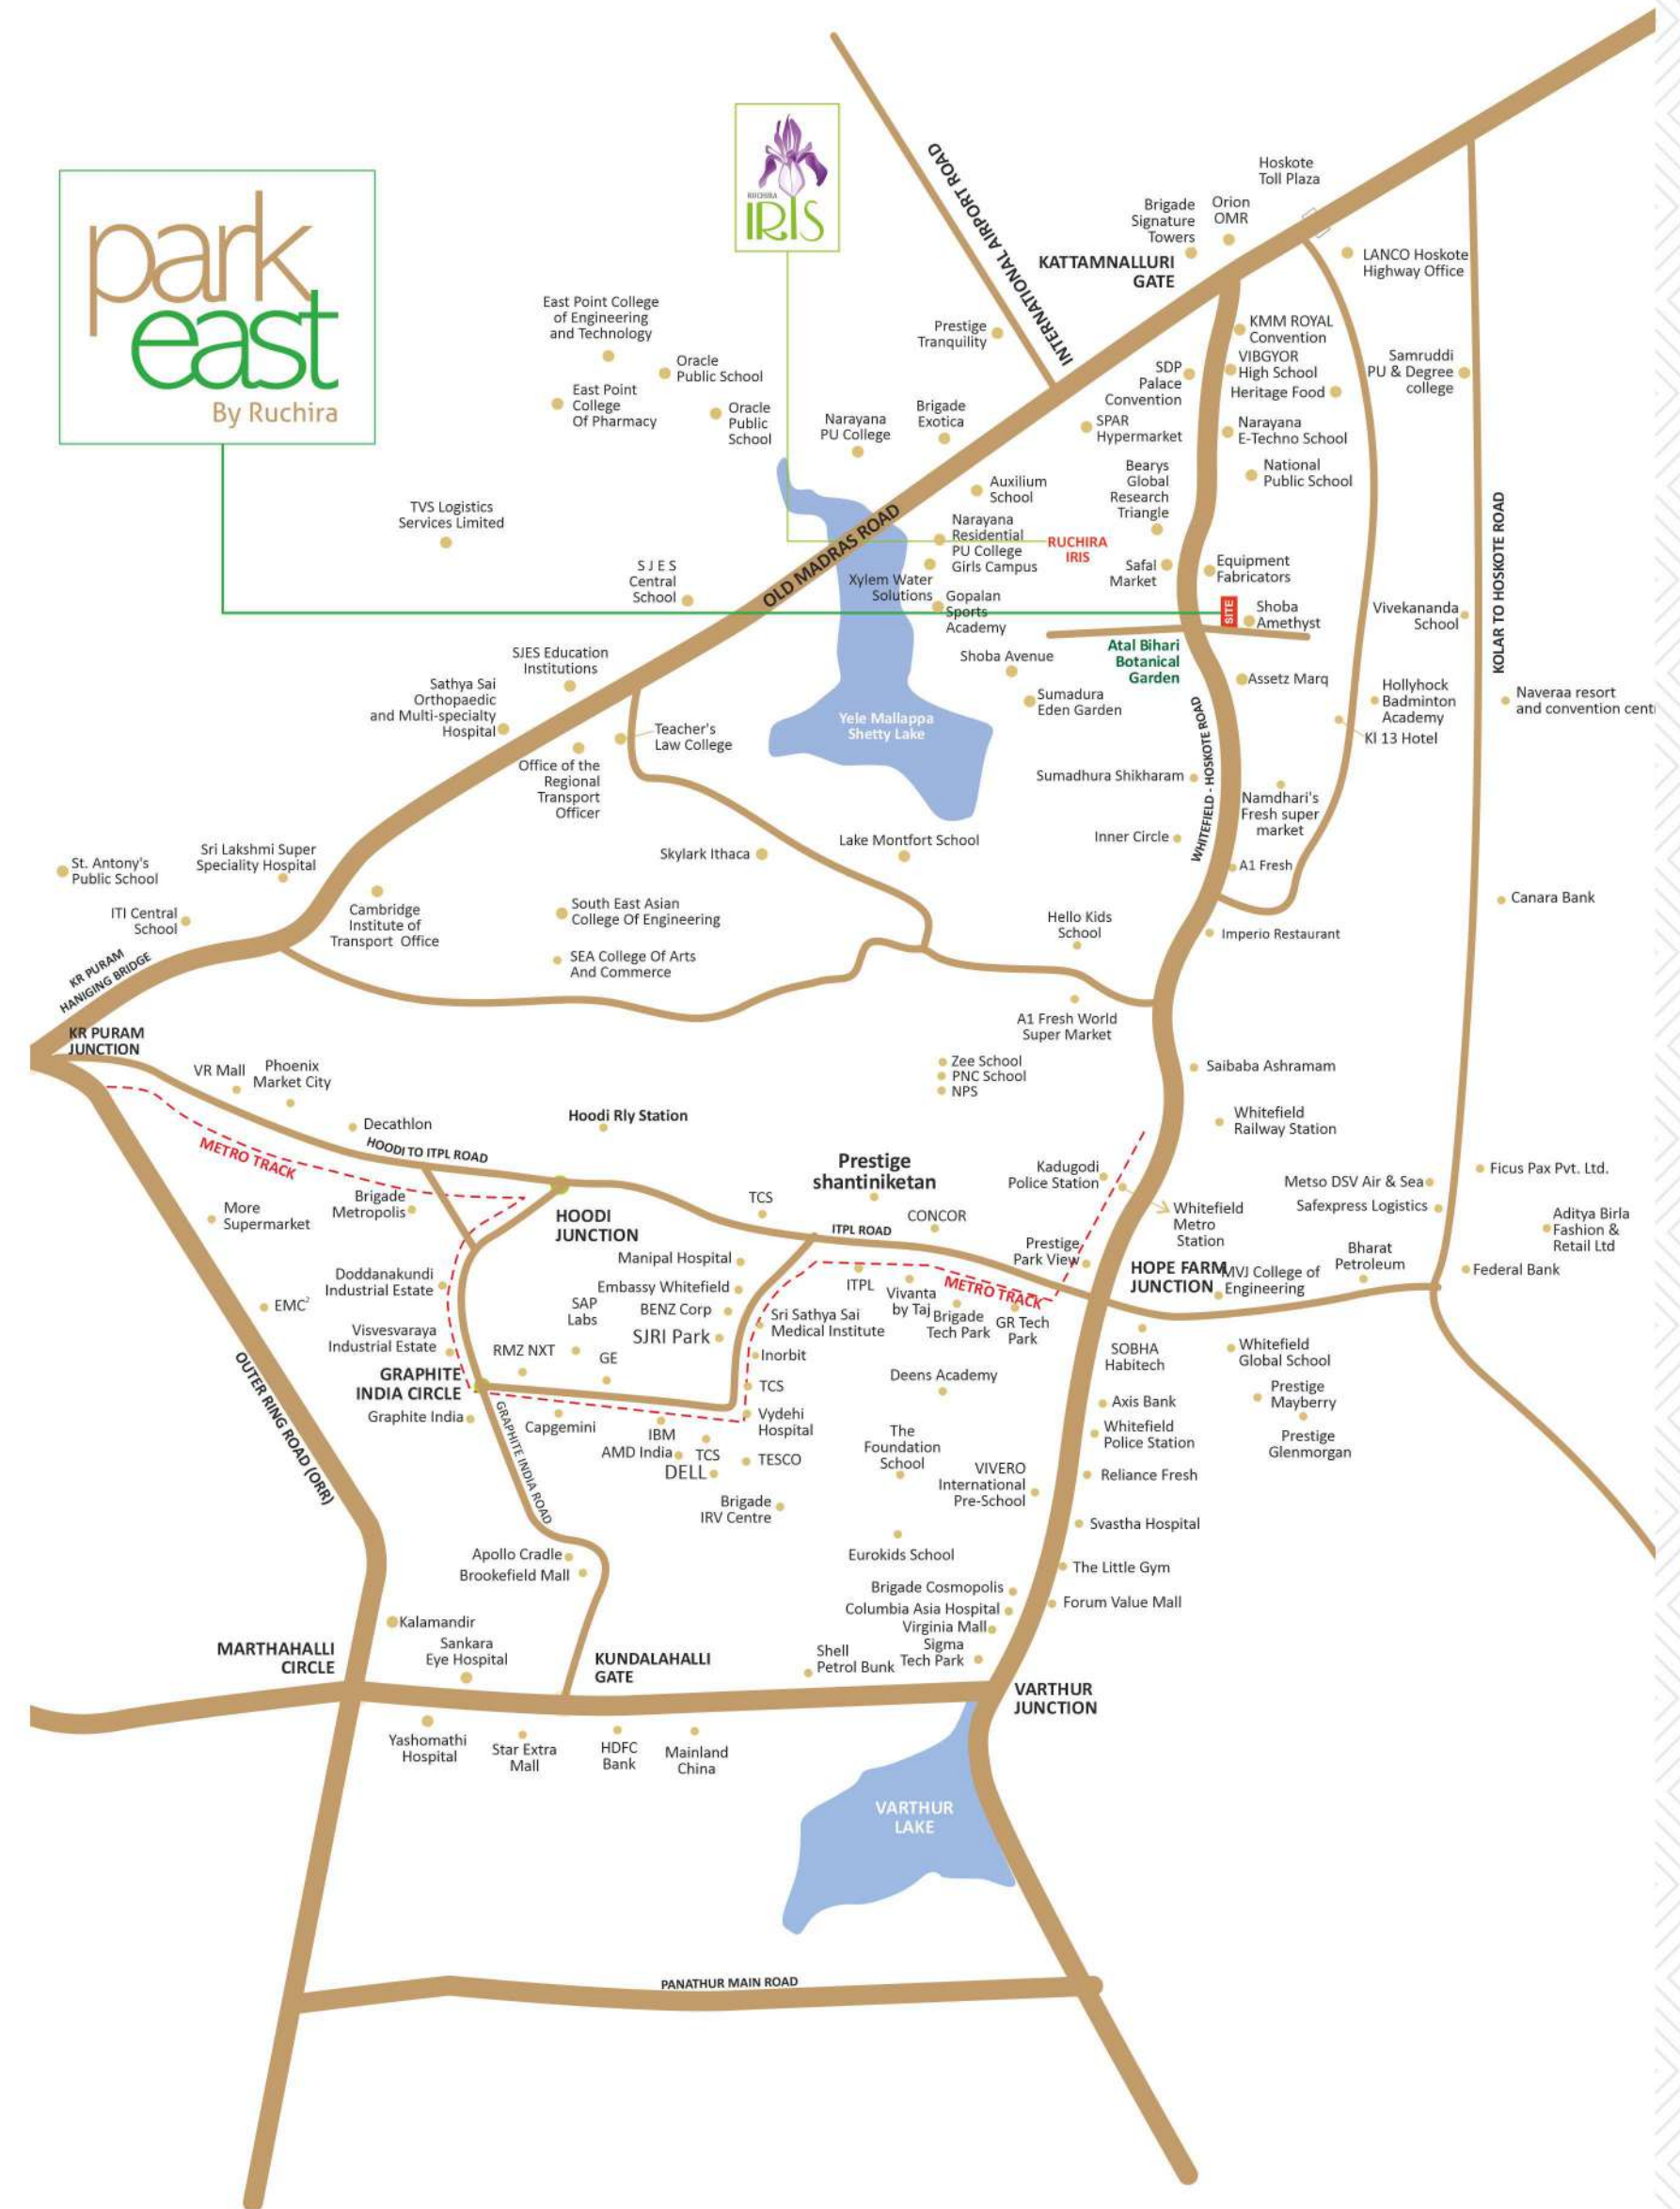 park
east
By Ruchira
RUCHIRA
IRIS
INTERNATIONAL AIRPORT ROAD
Hoskote
Toll Plaza
Brigade
Signature
Towers
Orion
OMR
KATTAMNALLURI
GATE
LANCO Hoskote
Highway Office
East Point College
of Engineering
and Technology
Oracle
Public School
East Point
College
Of Pharmacy
Oracle
Public
School
Prestige
Tranquility
Narayana
PU College
Brigade
Exotica
KMM ROYAL
Convention
VIBGYOR
High School
Heritage Food
SDP
Palace
Convention
SPAR
Hypermarket
Samruddi
PU & Degree
college
Narayana
E-Techno School
National
Public School
Bearys
Global
Research
Triangle
Auxilium
School
Narayana
Residential
PU College
Girls Campus
RUCHIRA
IRIS
TVS Logistics
Services Limited
OLD MADRAS ROAD
KOLAR TO HOSKOTE ROAD
S J E S
Central
School
Xylem Water
Solutions
Gopalan
Sports
Academy
Safal
Market
Equipment
Fabricators
SITE
Shoba
Amethyst
Vivekananda
School
Atal Bihari
Botanical
Garden
SJES Education
Institutions
Shoba Avenue
Sathya Sai
Orthopaedic
and Multi-specialty
Hospital
Sumadura
Eden Garden
Assetz Marq
Hollyhock
Badminton
Academy
Naveraa resort
and convention cent
Teacher's
Law College
Yele Mallappa
Shetty Lake
KI 13 Hotel
WHITEFIELD - HOSKOTE ROAD
Office of the
Regional
Transport
Officer
Sumadhura Shikharam
Namdhari's
Fresh super
market
Inner Circle
A1 Fresh
St. Antony's
Public School
Sri Lakshmi Super
Speciality Hospital
Skylark Ithaca
Lake Montfort School
ITI Central
School
Cambridge
Institute of
Transport Office
South East Asian
College Of Engineering
Hello Kids
School
Imperio Restaurant
Canara Bank
SEA College Of Arts
And Commerce
KR PURAM
HANIGING BRIDGE
KR PURAM
JUNCTION
A1 Fresh World
Super Market
VR Mall
Phoenix
Market City
Zee School
PNC School
NPS
Saibaba Ashramam
Decathlon
Hoodi Rly Station
Whitefield
Railway Station
METRO TRACK
HOODI TO ITPL ROAD
Prestige
shantiniketan
Kadugodi
Police Station
Metso DSV Air & Sea
Safexpress Logistics
Ficus Pax Pvt. Ltd.
More
Supermarket
Brigade
Metropolis
HOODI
JUNCTION
TCS
CONCOR
ITPL ROAD
Whitefield
Metro
Station
Aditya Birla
Fashion &
Retail Ltd
Manipal Hospital
Prestige
Park View
HOPE FARM
JUNCTION
MVJ College of
Engineering
Bharat
Petroleum
Federal Bank
Doddanakundi
Industrial Estate
Embassy Whitefield
ITPL
Vivanta
by Taj
METRO TRACK
EMC2
SAP
Labs
BENZ Corp
Sri Sathya Sai
Medical Institute
Brigade
Tech Park
GR Tech
Park
Visvesvaraya
Industrial Estate
SJRI Park
RMZ NXT
GE
Inorbit
SOBHA
Habitech
Whitefield
Global School
OUTER RING ROAD (ORR)
GRAPHITE
INDIA CIRCLE
TCS
Deens Academy
Prestige
Mayberry
Graphite India
GRAPHITE INDIA ROAD
Capgemini
IBM
Vydehi
Hospital
Axis Bank
Whitefield
Police Station
Prestige
Glenmorgan
AMD India
TCS
DELL
TESCO
The
Foundation
School
VIVERO
International
Pre-School
Reliance Fresh
Brigade
IRV Centre
Svastha Hospital
Apollo Cradle
Brookefield Mall
Eurokids School
The Little Gym
Brigade Cosmopolis
Columbia Asia Hospital
Virginia Mall
Forum Value Mall
Kalamandir
MARTHAHALLI
CIRCLE
Sankara
Eye Hospital
KUNDALAHALLI
GATE
Shell
Petrol Bunk
Sigma
Tech Park
VARTHUR
JUNCTION
Yashomathi
Hospital
Star Extra
Mall
HDFC
Bank
Mainland
China
VARTHUR
LAKE
PANATHUR MAIN ROAD